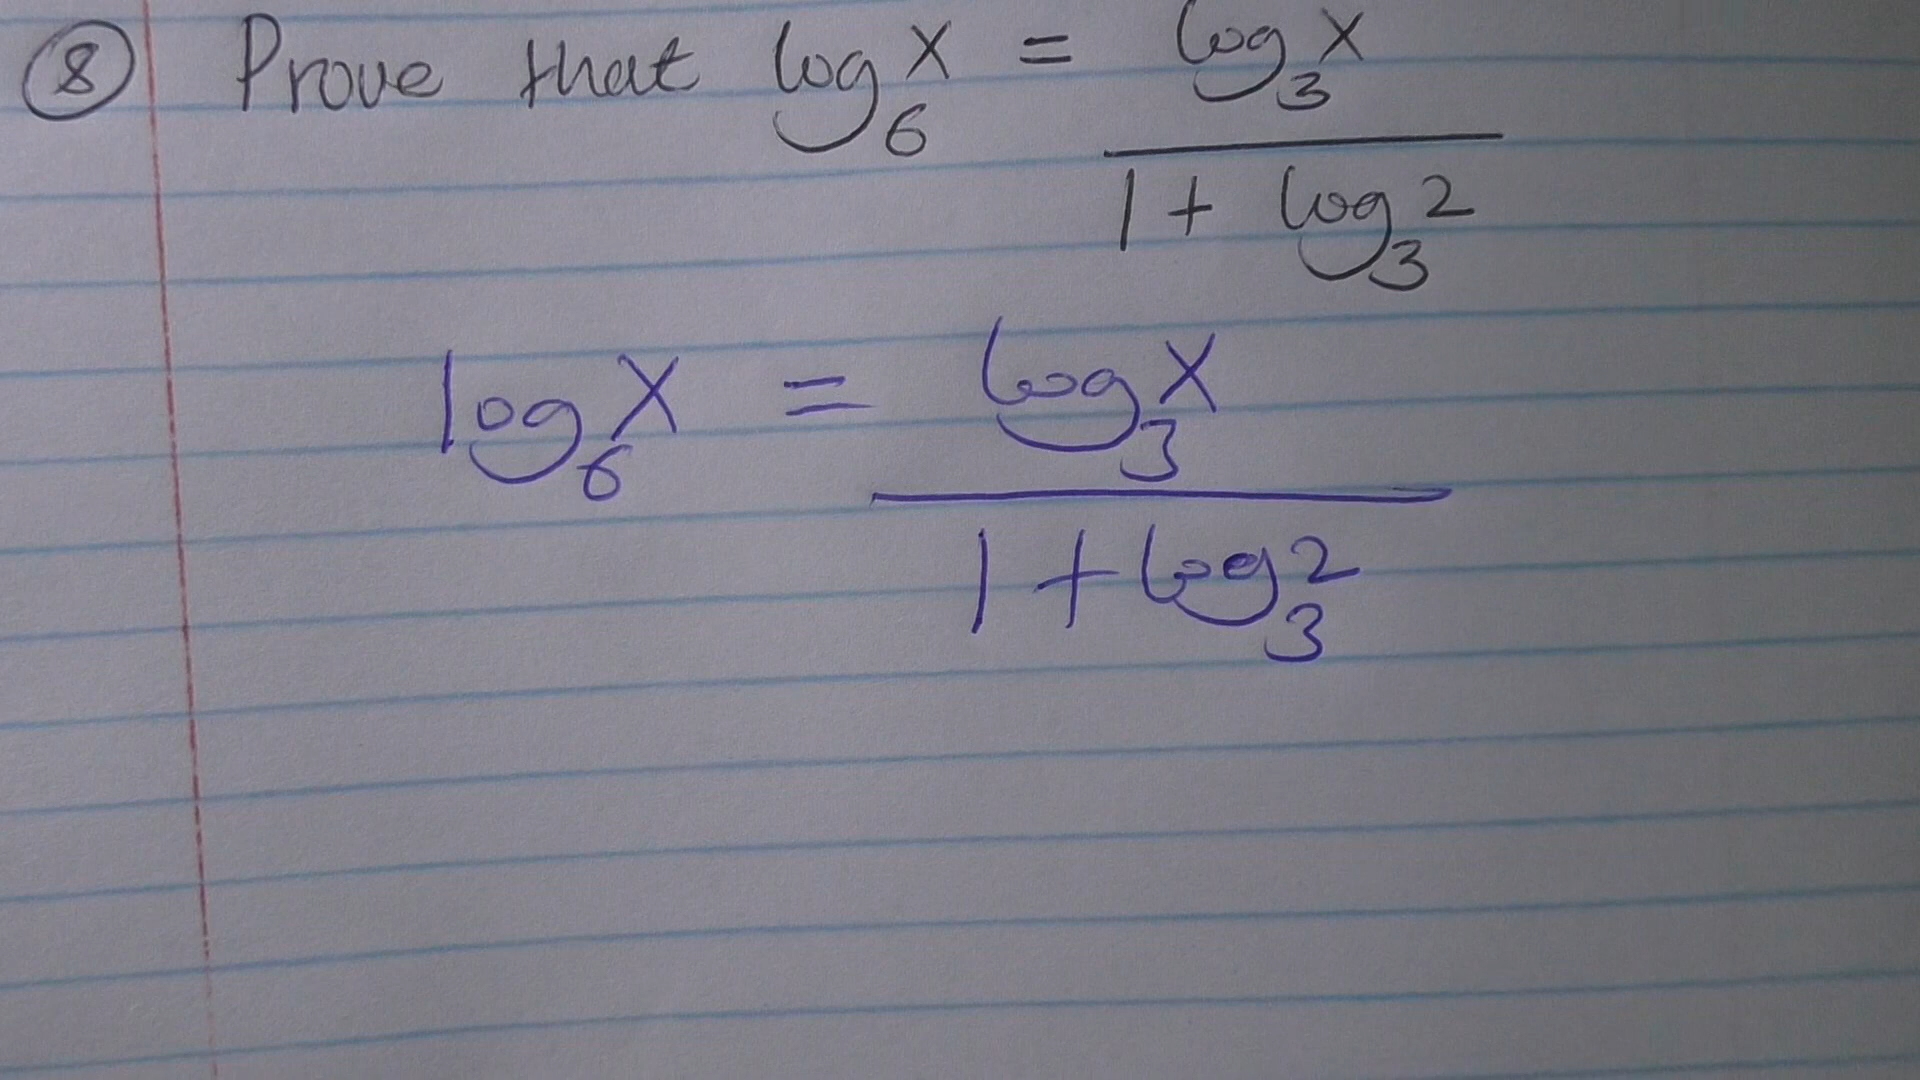 ⑧ Prove that log₆ x = log₃ x / (1 + log₃ 2)
log₆ x = log₃ x / (1 + log₃ 2)